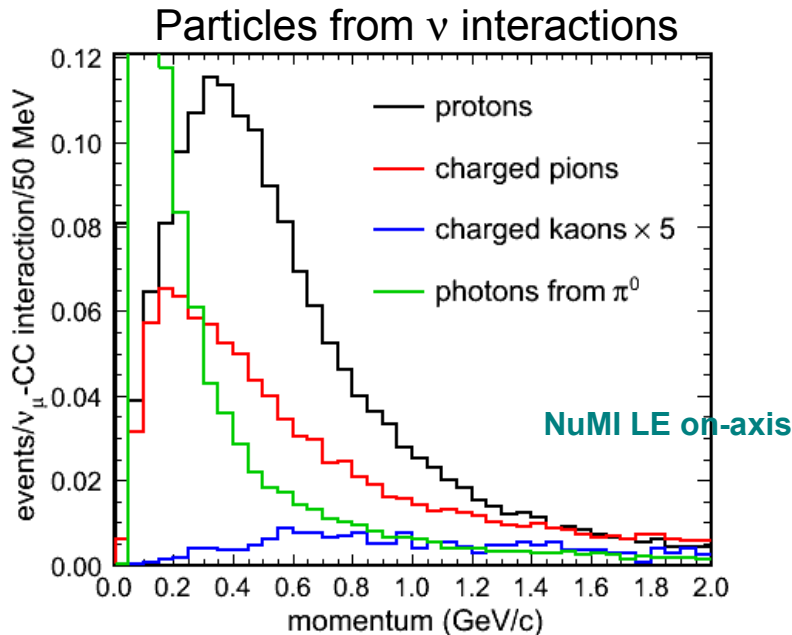 Particles from ν interactions
events/ν_μ-CC interaction/50 MeV
0.12
0.10
0.08
0.06
0.04
0.02
0.00
protons
charged pions
charged kaons × 5
photons from π⁰
NuMI LE on-axis
0.0 0.2 0.4 0.6 0.8 1.0 1.2 1.4 1.6 1.8 2.0
momentum (GeV/c)